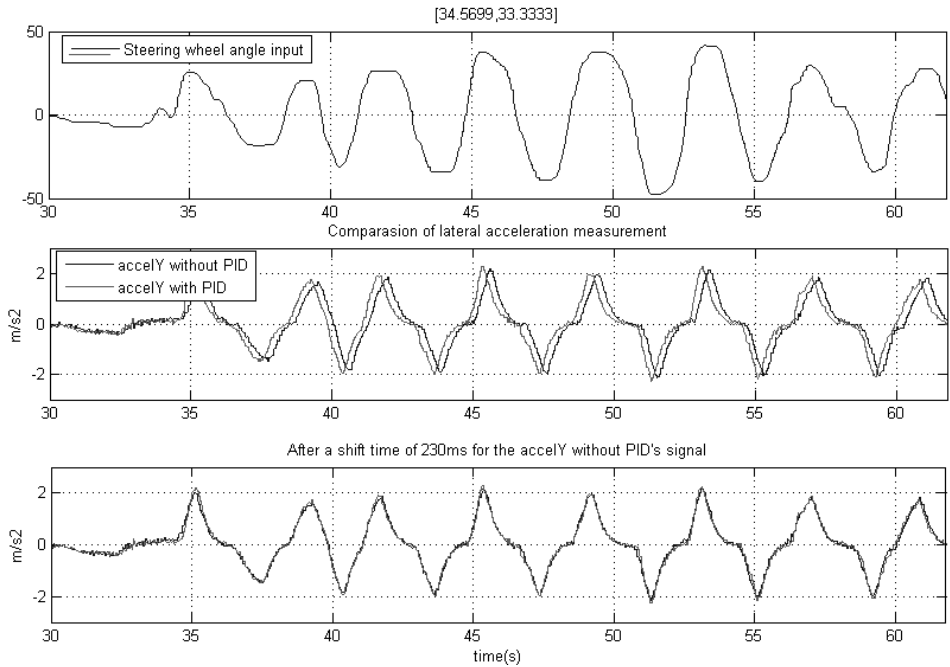 [34.5699,33.3333]
50
Steering wheel angle input
0
-50
30 35 40 45 50 55 60
Comparasion of lateral acceleration measurement
accelY without PID
accelY with PID
2
0
-2
m/s2
30 35 40 45 50 55 60
After a shift time of 230ms for the accelY without PID's signal
2
0
-2
m/s2
30 35 40 45 50 55 60
time(s)